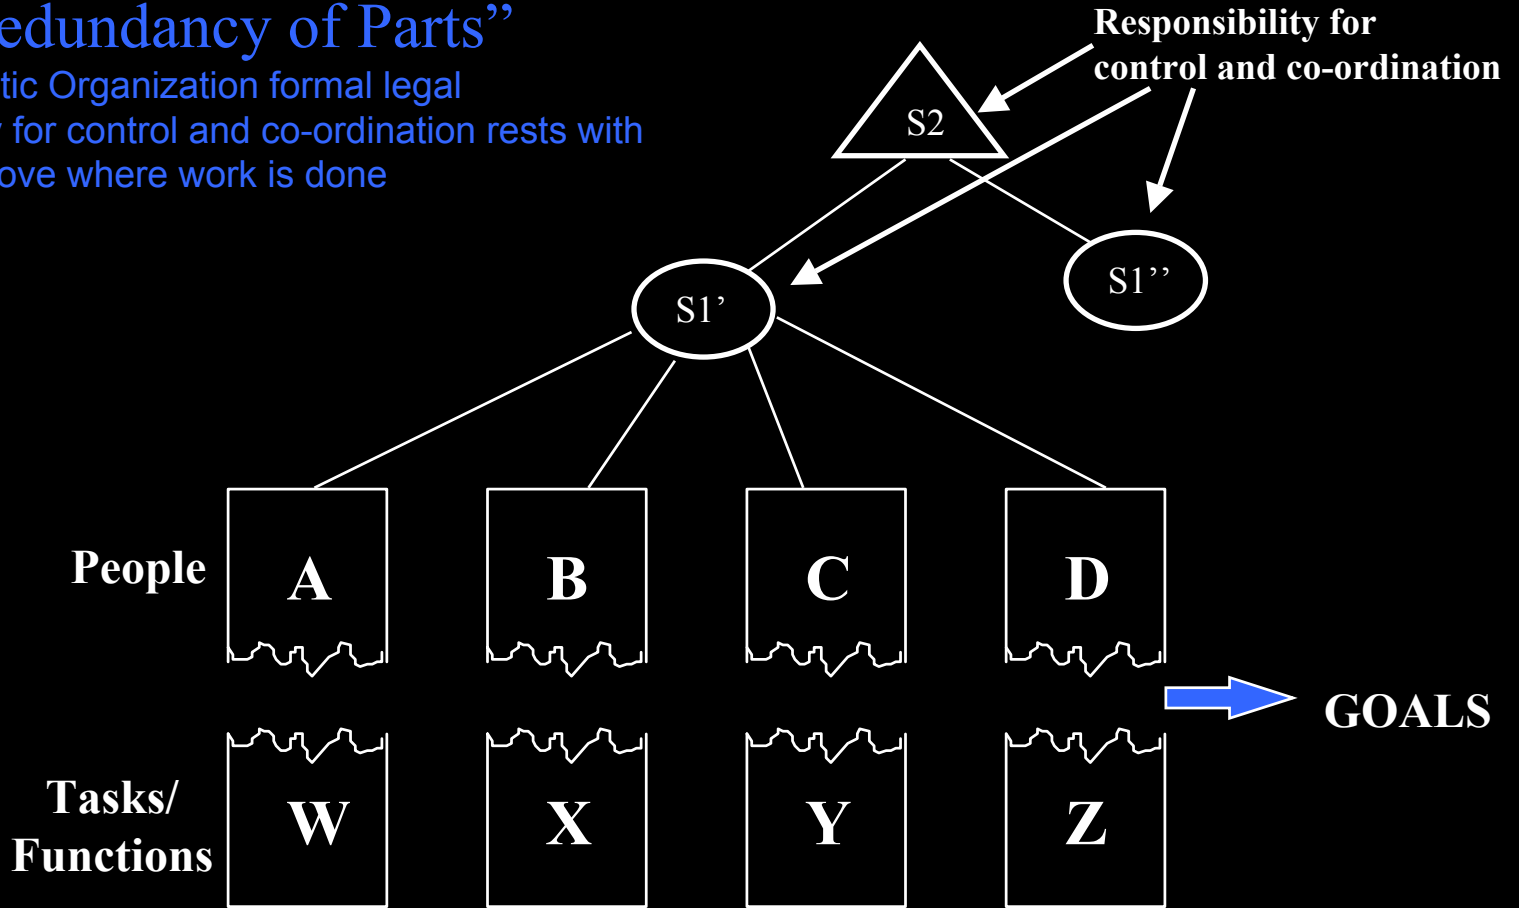 edundancy of Parts”
tic Organization formal legal
y for control and co-ordination rests with
ove where work is done
Responsibility for
control and co-ordination
S2
S1’’
S1’
People
A
B
C
D
GOALS
Tasks/
Functions
W
X
Y
Z